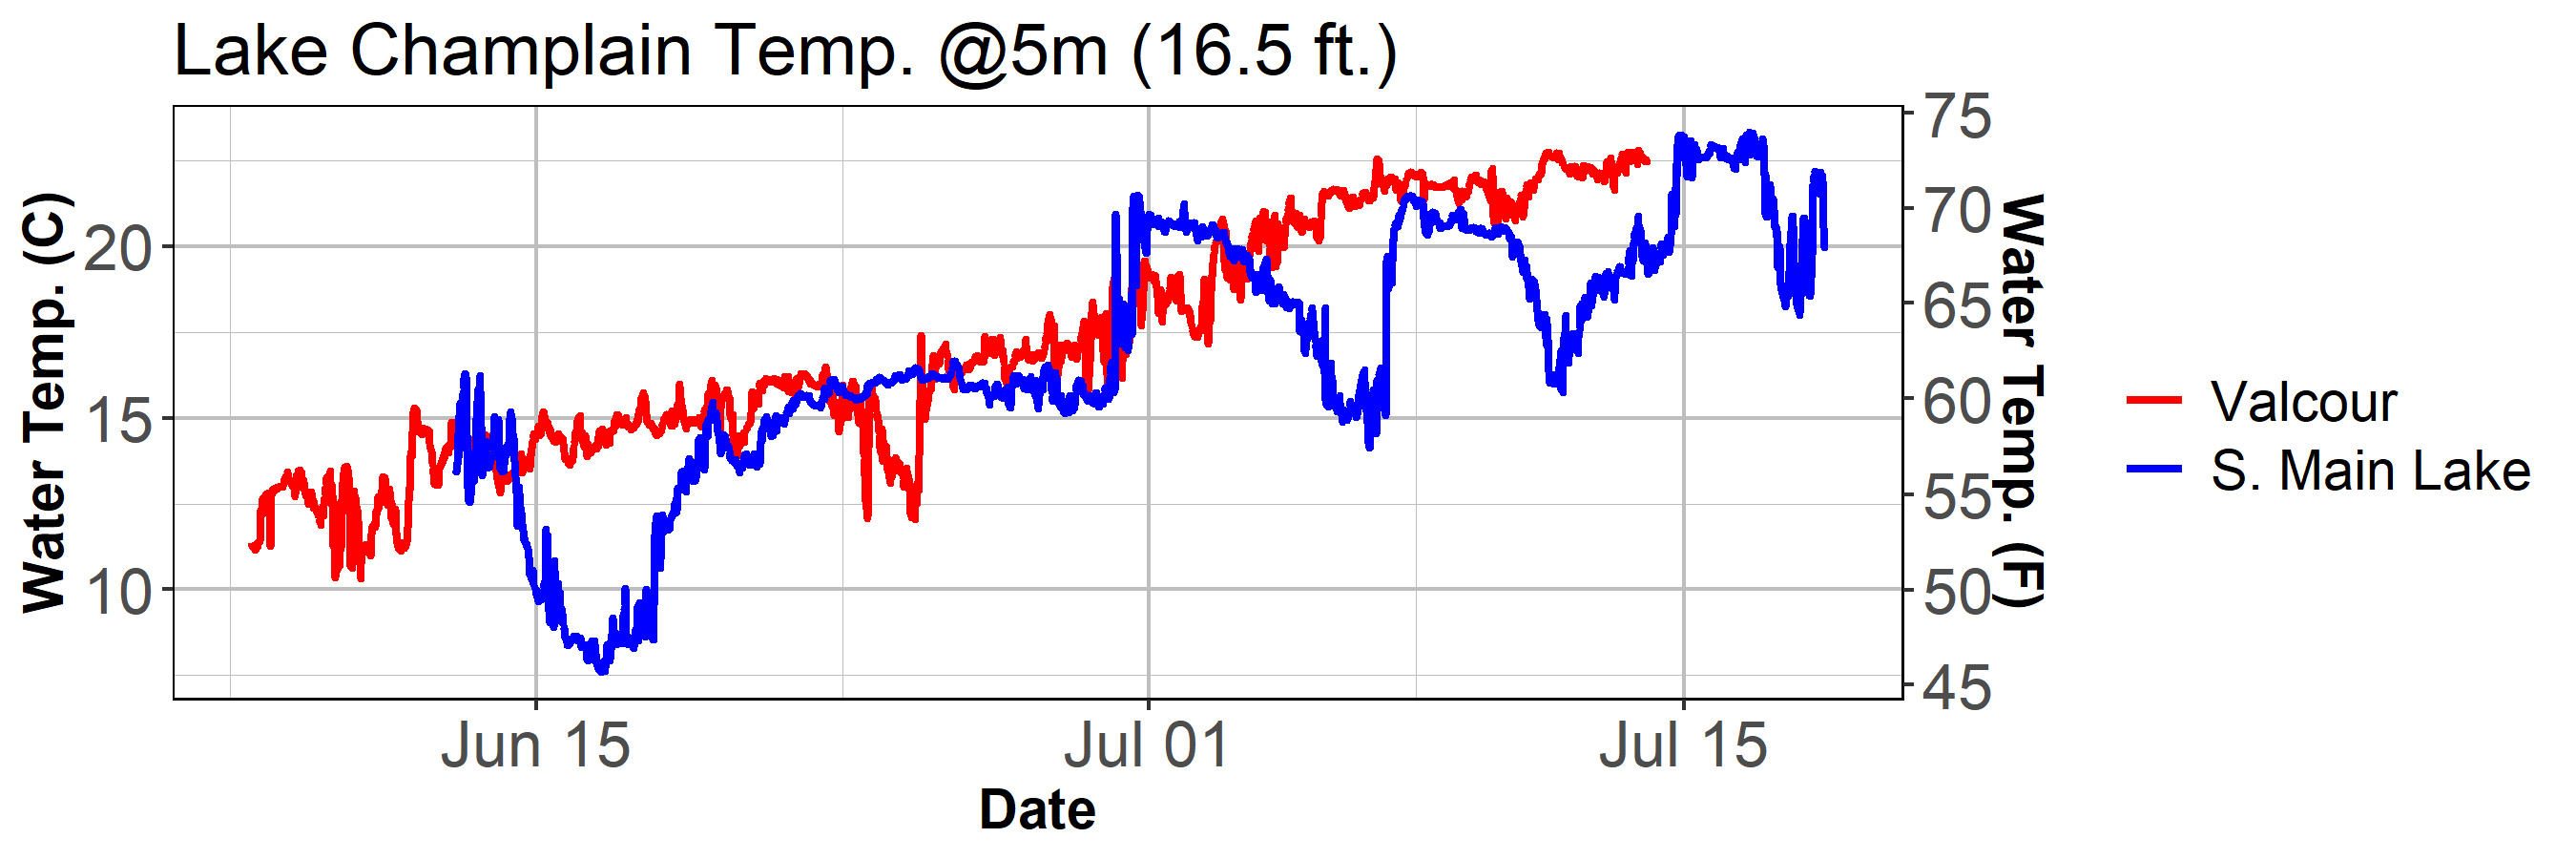 Lake Champlain Temp. @5m (16.5 ft.)
Water Temp. (C)
20
15
10
75
70
65
60
55
50
45
Water Temp. (F)
Jun 15
Jul 01
Jul 15
Date
Valcour
S. Main Lake